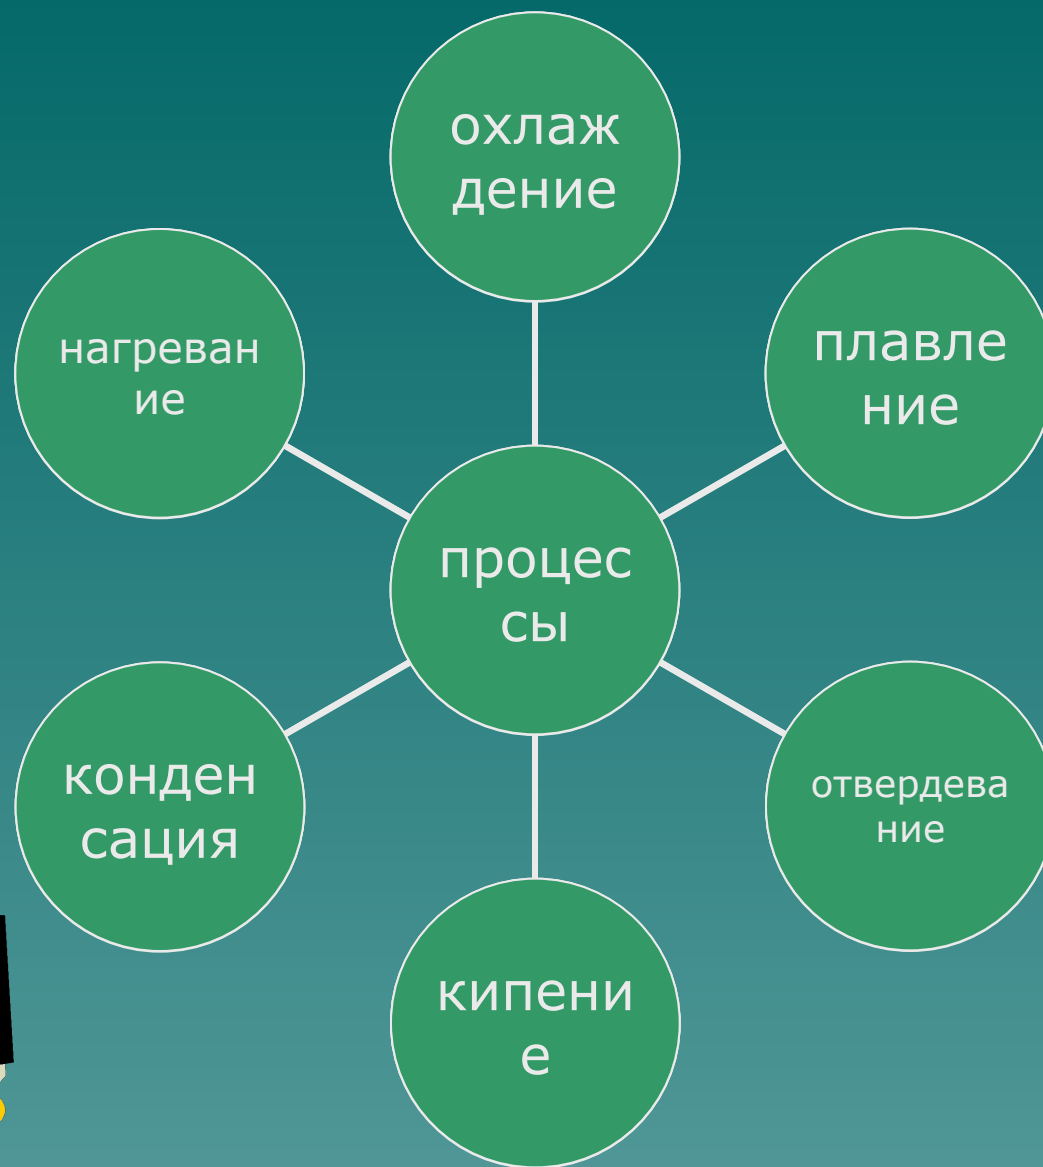 охлаж
дение
нагреван
ие
плавле
ние
процес
сы
конден
сация
отвердева
ние
кипени
е